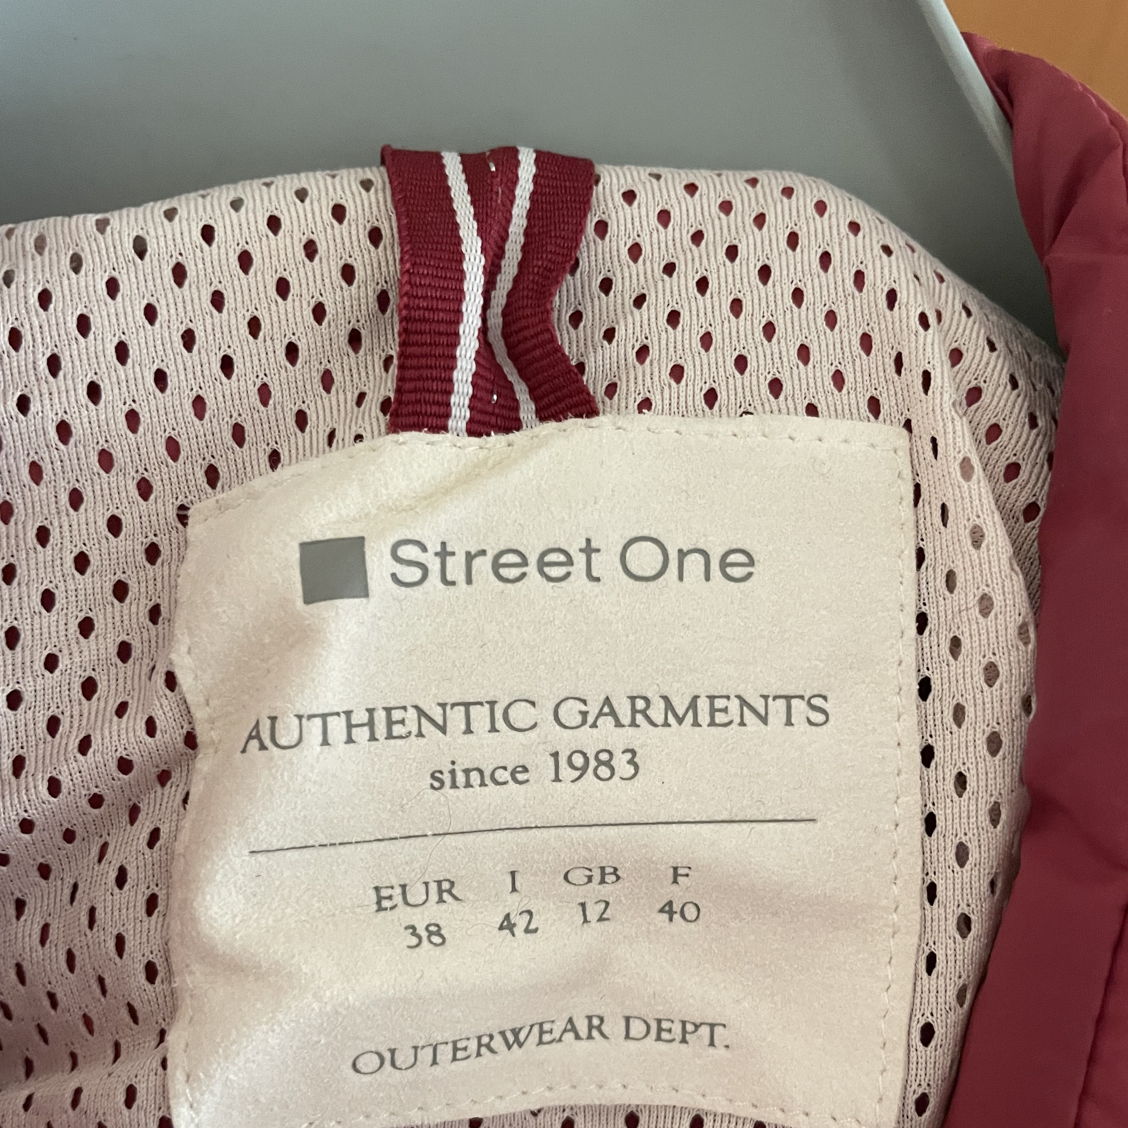 Street One
AUTHENTIC GARMENTS
since 1983
EUR I GB F
38 42 12 40
OUTERWEAR DEPT.